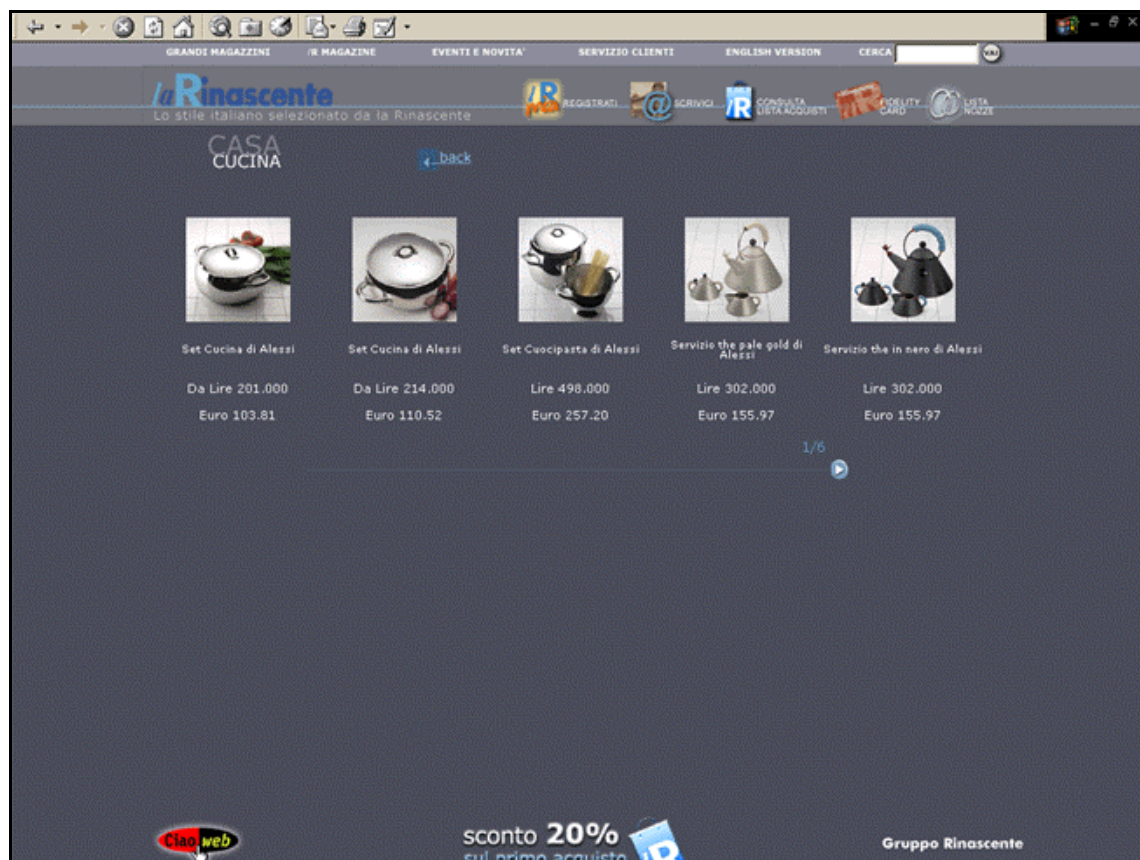 GRANDI MAGAZZINI /R MAGAZINE EVENTI E NOVITA' SERVIZIO CLIENTI ENGLISH VERSION CERCA VAI
la Rinascente
Lo stile italiano selezionato da la Rinascente
/R
REGISTRATI
@ SCRIVICI
/R CONSULTA
LISTA ACQUISTI
/R FIDELITY
CARD
@ LISTA
NOZZE
CASA
CUCINA
back
Set Cucina di Alessi
Da Lire 201.000
Euro 103.81
Set Cucina di Alessi
Da Lire 214.000
Euro 110.52
Set Cuocipasta di Alessi
Lire 498.000
Euro 257.20
Servizio the pale gold di
Alessi
Lire 302.000
Euro 155.97
Servizio the in nero di Alessi
Lire 302.000
Euro 155.97
1/6
Ciao web
sconto 20%
sul primo acquisto
/R
Gruppo Rinascente